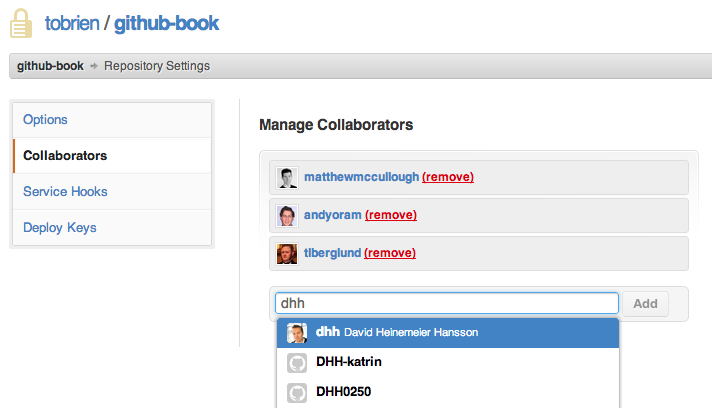 tobrien / github-book
github-book → Repository Settings
Options
Collaborators
Service Hooks
Deploy Keys
Manage Collaborators
matthewmccullough (remove)
andyoram (remove)
tlberglund (remove)
dhh Add
dhh David Heinemeier Hansson
DHH-katrin
DHH0250